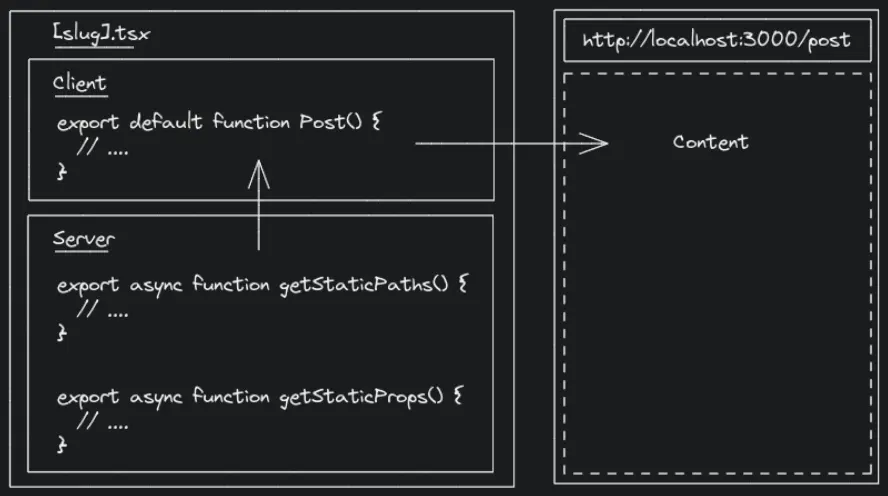 [slug].tsx
Client
export default function Post() {
// ....
}
Server
export async function getStaticPaths() {
// ....
}
export async function getStaticProps() {
// ....
}
http://localhost:3000/post
Content